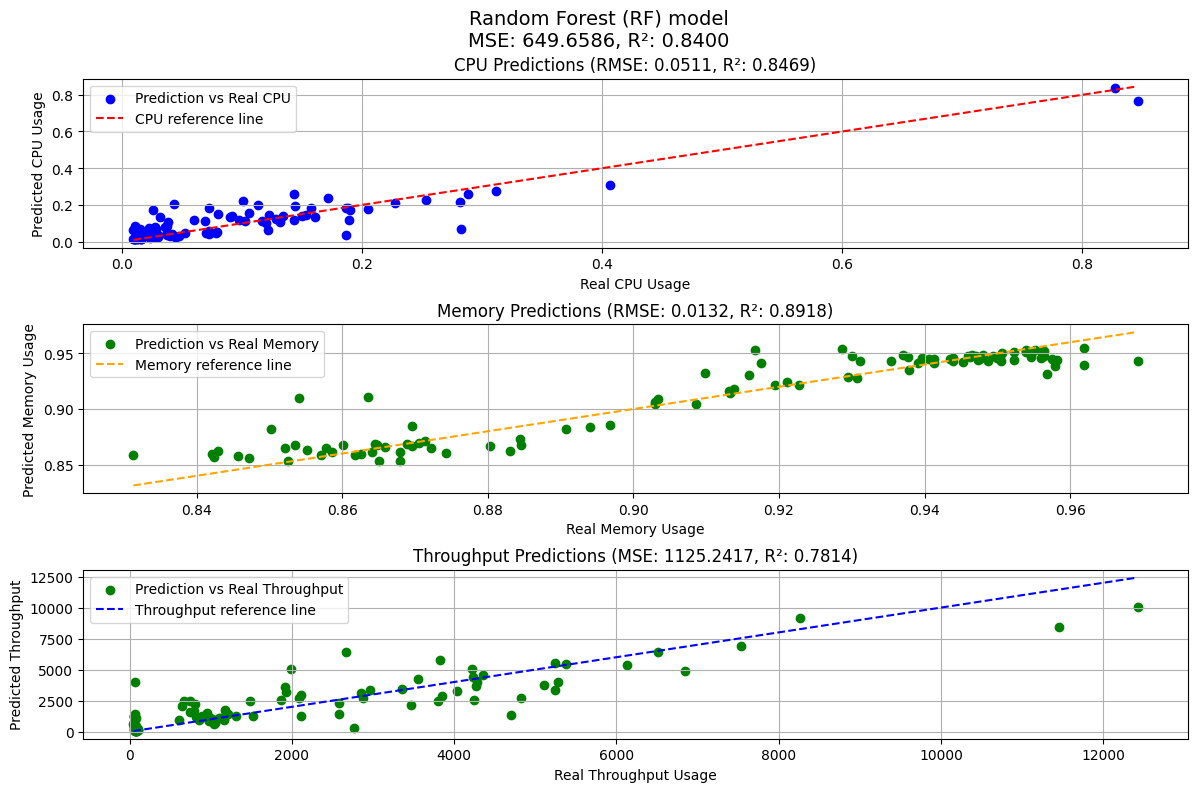 Random Forest (RF) model
MSE: 649.6586, R²: 0.8400
CPU Predictions (RMSE: 0.0511, R²: 0.8469)
Predicted CPU Usage
0.8
0.6
0.4
0.2
0.0
Prediction vs Real CPU
CPU reference line
0.0 0.2 0.4 0.6 0.8
Real CPU Usage
Memory Predictions (RMSE: 0.0132, R²: 0.8918)
Predicted Memory Usage
0.95
0.90
0.85
Prediction vs Real Memory
Memory reference line
0.84 0.86 0.88 0.90 0.92 0.94 0.96
Real Memory Usage
Throughput Predictions (MSE: 1125.2417, R²: 0.7814)
Predicted Throughput
12500
10000
7500
5000
2500
0
Prediction vs Real Throughput
Throughput reference line
0 2000 4000 6000 8000 10000 12000
Real Throughput Usage